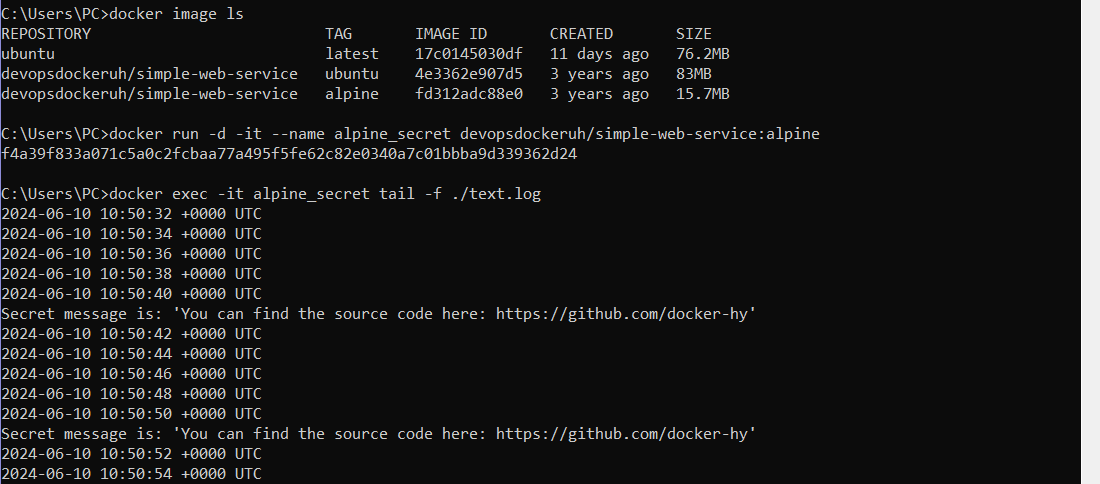 C:\Users\PC>docker image ls
REPOSITORY TAG IMAGE ID CREATED SIZE
ubuntu latest 17c0145030df 11 days ago 76.2MB
devopsdockeruh/simple-web-service ubuntu 4e3362e907d5 3 years ago 83MB
devopsdockeruh/simple-web-service alpine fd312adc88e0 3 years ago 15.7MB
C:\Users\PC>docker run -d -it --name alpine_secret devopsdockeruh/simple-web-service:alpine
f4a39f833a071c5a0c2fcbaa77a495f5fe62c82e0340a7c01bbba9d339362d24
C:\Users\PC>docker exec -it alpine_secret tail -f ./text.log
2024-06-10 10:50:32 +0000 UTC
2024-06-10 10:50:34 +0000 UTC
2024-06-10 10:50:36 +0000 UTC
2024-06-10 10:50:38 +0000 UTC
2024-06-10 10:50:40 +0000 UTC
Secret message is: 'You can find the source code here: https://github.com/docker-hy'
2024-06-10 10:50:42 +0000 UTC
2024-06-10 10:50:44 +0000 UTC
2024-06-10 10:50:46 +0000 UTC
2024-06-10 10:50:48 +0000 UTC
2024-06-10 10:50:50 +0000 UTC
Secret message is: 'You can find the source code here: https://github.com/docker-hy'
2024-06-10 10:50:52 +0000 UTC
2024-06-10 10:50:54 +0000 UTC